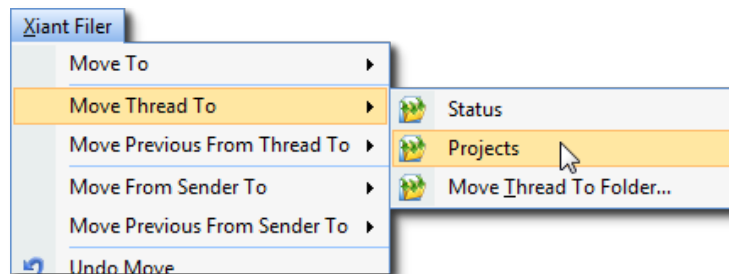 Xiant Filer
Move To
Move Thread To
Status
Move Previous From Thread To
Projects
Move From Sender To
Move Thread To Folder...
Move Previous From Sender To
Undo Move